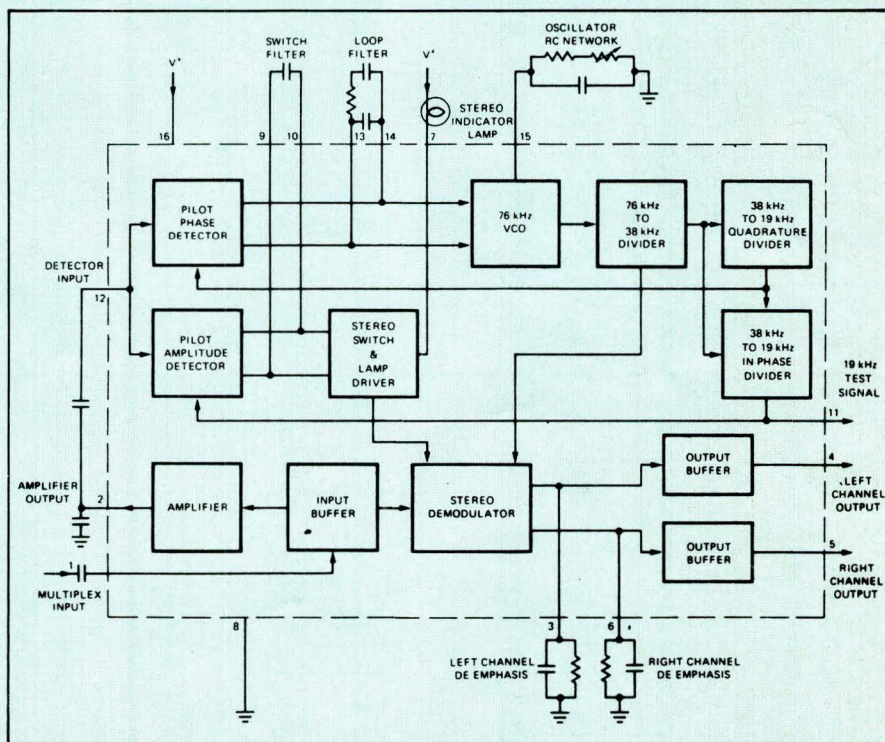 SWITCH
FILTER
LOOP
FILTER
OSCILLATOR
RC NETWORK
V+
V+
STEREO
INDICATOR
LAMP
16
9
10
13
14
7
15
PILOT
PHASE
DETECTOR
76 kHz
VCO
76 kHz
TO
38 kHz
DIVIDER
38 kHz
TO 19 kHz
QUADRATURE
DIVIDER
DETECTOR
INPUT
12
PILOT
AMPLITUDE
DETECTOR
STEREO
SWITCH
&
LAMP
DRIVER
38 kHz
TO 19 kHz
IN PHASE
DIVIDER
19 kHz
TEST
SIGNAL
11
AMPLIFIER
OUTPUT
2
AMPLIFIER
INPUT
BUFFER
STEREO
DEMODULATOR
OUTPUT
BUFFER
4
LEFT
CHANNEL
OUTPUT
OUTPUT
BUFFER
5
RIGHT
CHANNEL
OUTPUT
1
MULTIPLEX
INPUT
8
3
6
LEFT CHANNEL
DE EMPHASIS
RIGHT CHANNEL
DE EMPHASIS